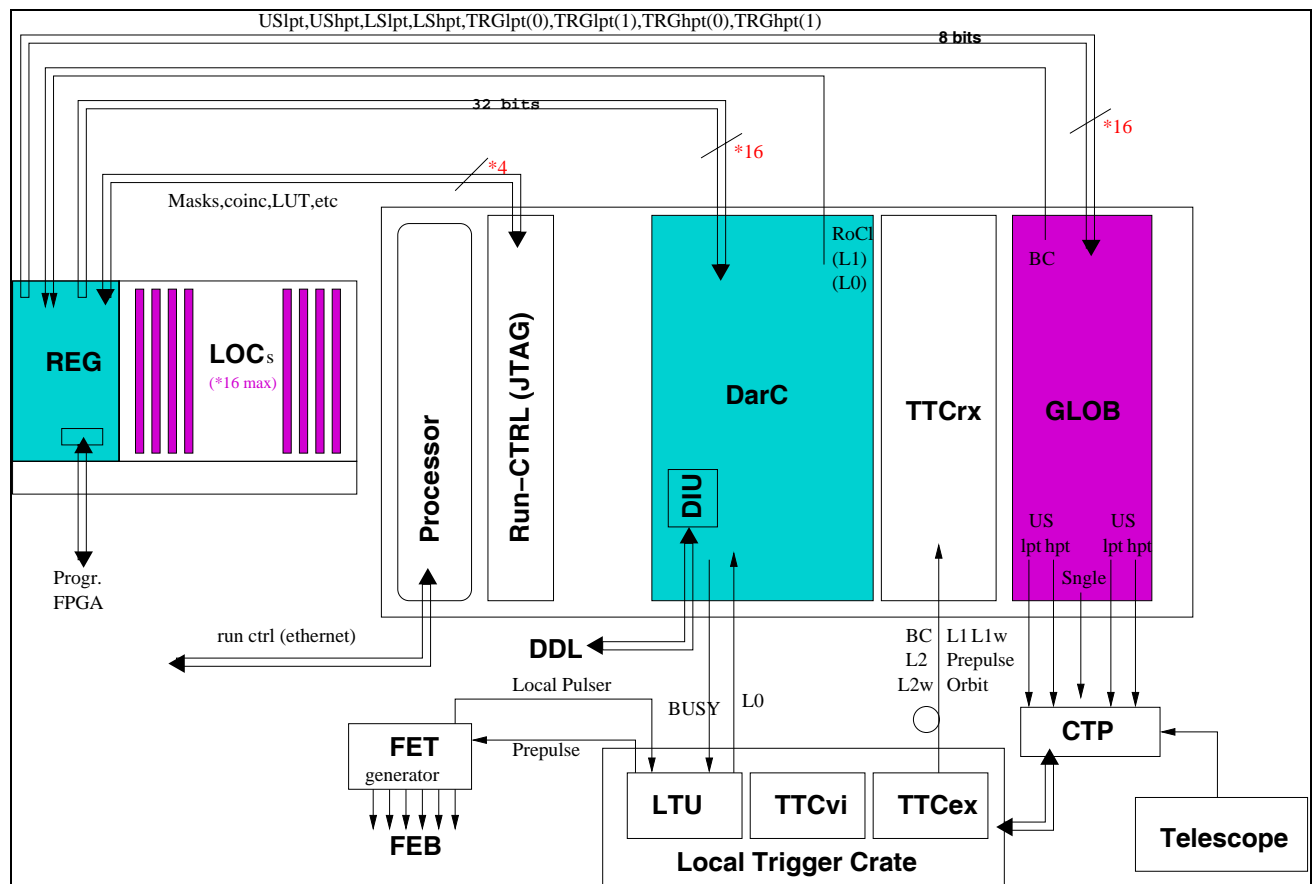 USlpt,UShpt,LSlpt,LShpt,TRGlpt(0),TRGlpt(1),TRGhpt(0),TRGhpt(1)
8 bits
32 bits
*16
*16
*4
Masks,coinc,LUT,etc
RoCl
(L1)
(L0)
BC
REG
LOCs
(*16 max)
Processor
Run-CTRL (JTAG)
DarC
DIU
TTCrx
GLOB
US
lpt hpt
US
lpt hpt
Sngle
Progr.
FPGA
run ctrl (ethernet)
DDL
BUSY
L0
BC
L2
L2w
L1 L1w
Prepulse
Orbit
Local Pulser
Prepulse
FET
generator
FEB
LTU
TTCvi
TTCex
Local Trigger Crate
CTP
Telescope